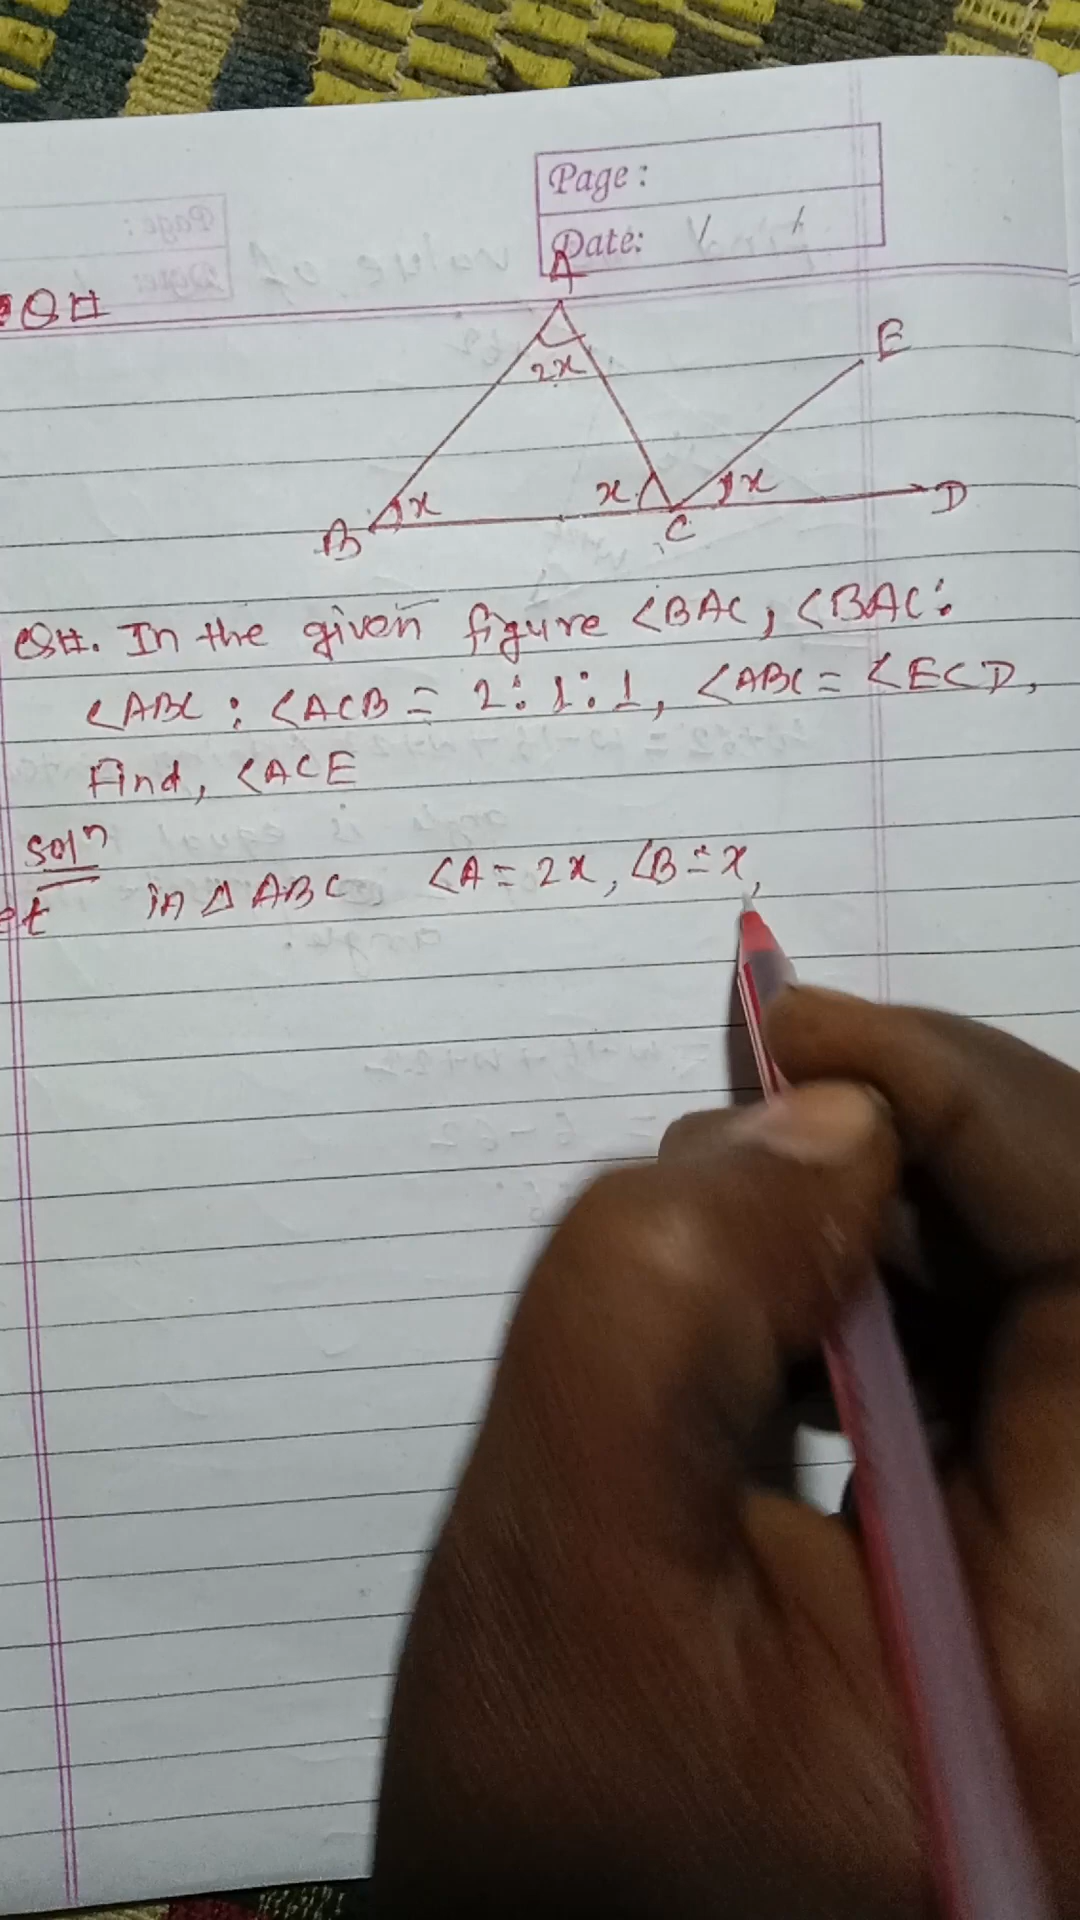 Page :
Date:
A
2x
E
x
x
x
B
C
D
In the given figure <BAC, <BAC:
<ABC : <ACB = 2:1:1, <ABC = <ECD,
Find, <ACE
Solⁿ
in Δ ABC, <A = 2x, <B = x,